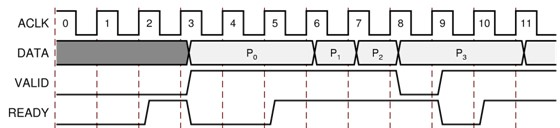 ACLK 0 1 2 3 4 5 6 7 8 9 10 11
DATA P₀ P₁ P₂ P₃
VALID
READY